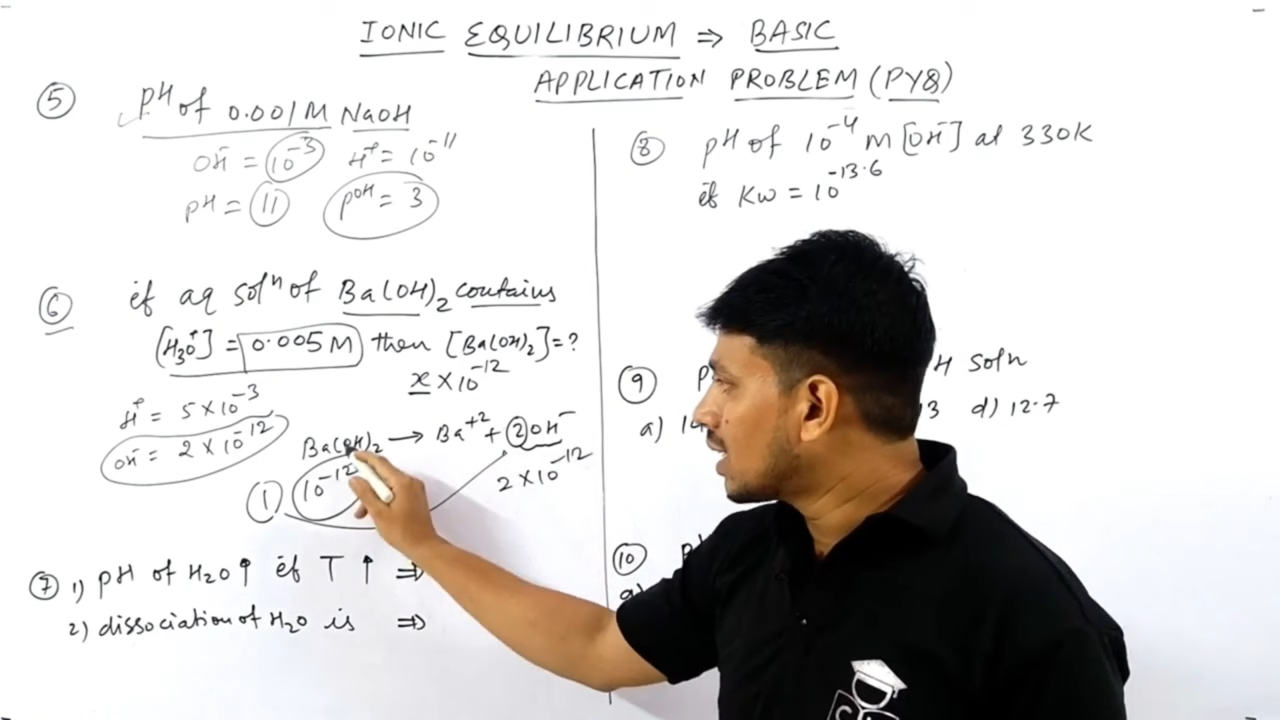 IONIC EQUILIBRIUM ⇒ BASIC
APPLICATION PROBLEM (PYQ)
⑤ pH of 0.001 M NaOH
OH⁻ = 10⁻³ H⁺ = 10⁻¹¹
pH = 11 pOH = 3
⑥ if aq solⁿ of Ba(OH)₂ contains
[H₃O⁺] = 0.005 M then [Ba(OH)₂] = ?
x × 10⁻¹²
H⁺ = 5 × 10⁻³
OH⁻ = 2 × 10⁻¹²
Ba(OH)₂ → Ba⁺² + 2OH⁻
① 10⁻¹² 2 × 10⁻¹²
⑦ 1) pH of H₂O ↑ if T ↑ ⇒
2) dissociation of H₂O is ⇒
⑧ pH of 10⁻⁴ M [OH⁻] at 330K
if Kw = 10⁻¹³·⁶
⑨ P H Soln
a) 14 13 d) 12.7
⑩ P
a)